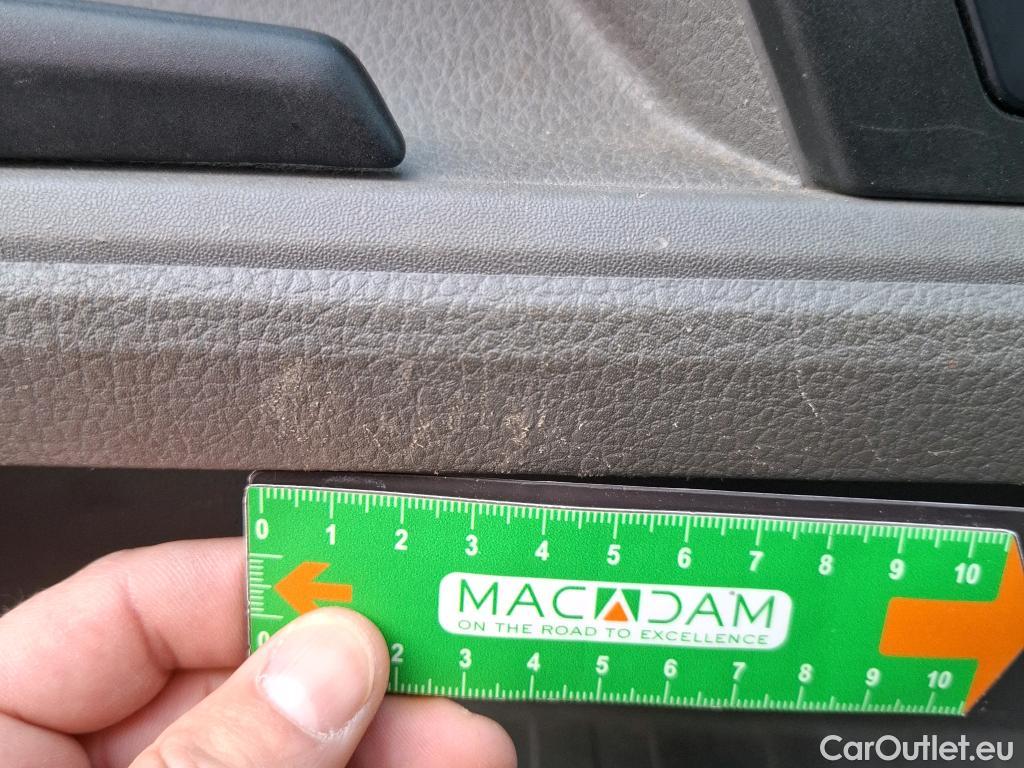 0 1 2 3 4 5 6 7 8 9 10
MACADAM
ON THE ROAD TO EXCELLENCE
0 2 3 4 5 6 7 8 9 10
CarOutlet.eu